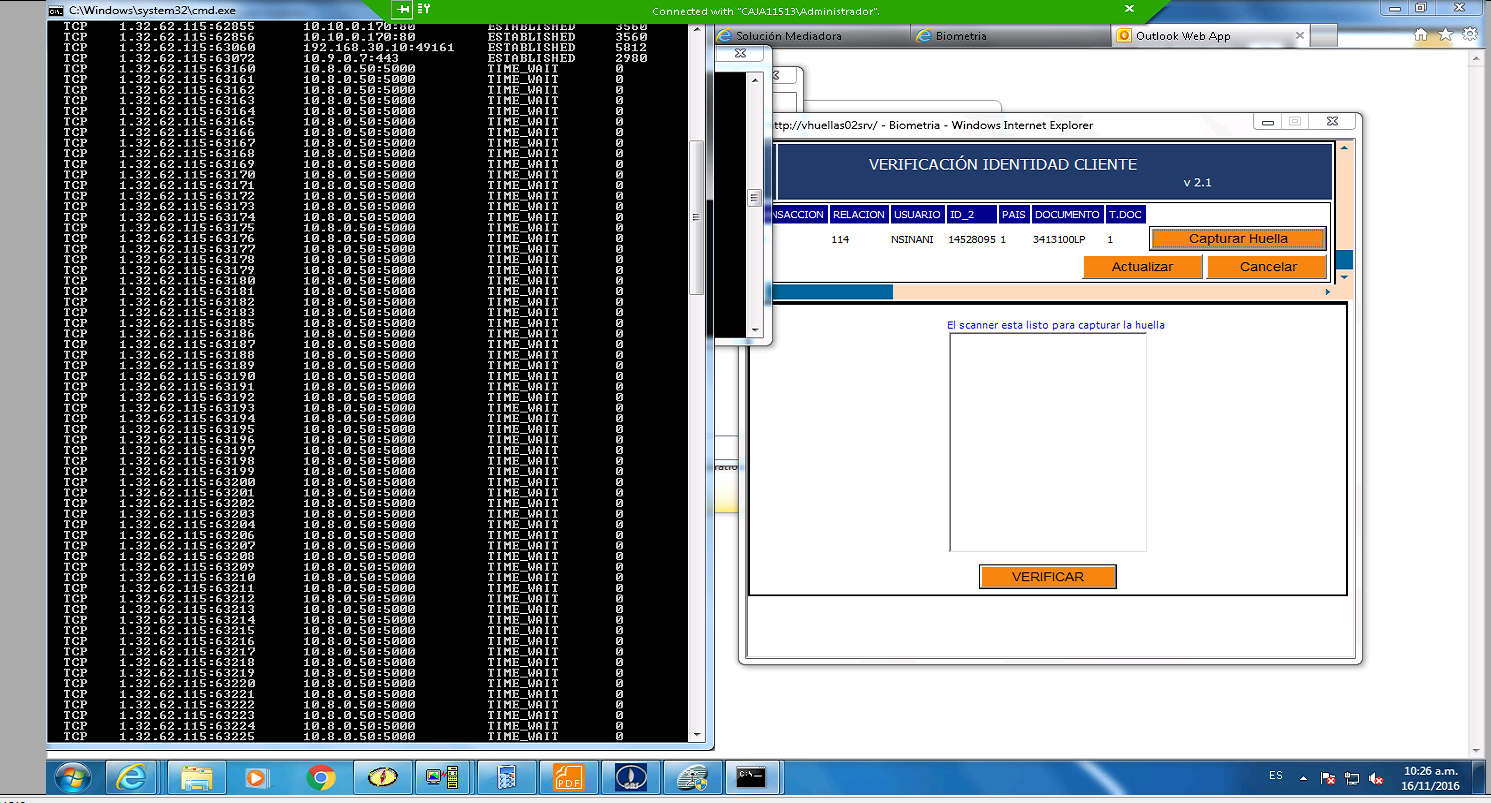 C:\Windows\system32\cmd.exe
Connected with "CAJA11513\Administrador".
TCP 1.32.62.115:62855 10.10.0.170:80 ESTABLISHED 3560
TCP 1.32.62.115:62856 10.10.0.170:80 ESTABLISHED 3560
TCP 1.32.62.115:63060 192.168.30.10:49161 ESTABLISHED 5812
TCP 1.32.62.115:63072 10.9.0.7:443 ESTABLISHED 2980
TCP 1.32.62.115:63160 10.8.0.50:5000 TIME_WAIT 0
TCP 1.32.62.115:63161 10.8.0.50:5000 TIME_WAIT 0
TCP 1.32.62.115:63162 10.8.0.50:5000 TIME_WAIT 0
TCP 1.32.62.115:63163 10.8.0.50:5000 TIME_WAIT 0
TCP 1.32.62.115:63164 10.8.0.50:5000 TIME_WAIT 0
TCP 1.32.62.115:63165 10.8.0.50:5000 TIME_WAIT 0
TCP 1.32.62.115:63166 10.8.0.50:5000 TIME_WAIT 0
TCP 1.32.62.115:63167 10.8.0.50:5000 TIME_WAIT 0
TCP 1.32.62.115:63168 10.8.0.50:5000 TIME_WAIT 0
TCP 1.32.62.115:63169 10.8.0.50:5000 TIME_WAIT 0
TCP 1.32.62.115:63170 10.8.0.50:5000 TIME_WAIT 0
TCP 1.32.62.115:63171 10.8.0.50:5000 TIME_WAIT 0
TCP 1.32.62.115:63172 10.8.0.50:5000 TIME_WAIT 0
TCP 1.32.62.115:63173 10.8.0.50:5000 TIME_WAIT 0
TCP 1.32.62.115:63174 10.8.0.50:5000 TIME_WAIT 0
TCP 1.32.62.115:63175 10.8.0.50:5000 TIME_WAIT 0
TCP 1.32.62.115:63176 10.8.0.50:5000 TIME_WAIT 0
TCP 1.32.62.115:63177 10.8.0.50:5000 TIME_WAIT 0
TCP 1.32.62.115:63178 10.8.0.50:5000 TIME_WAIT 0
TCP 1.32.62.115:63179 10.8.0.50:5000 TIME_WAIT 0
TCP 1.32.62.115:63180 10.8.0.50:5000 TIME_WAIT 0
TCP 1.32.62.115:63181 10.8.0.50:5000 TIME_WAIT 0
TCP 1.32.62.115:63182 10.8.0.50:5000 TIME_WAIT 0
TCP 1.32.62.115:63183 10.8.0.50:5000 TIME_WAIT 0
TCP 1.32.62.115:63185 10.8.0.50:5000 TIME_WAIT 0
TCP 1.32.62.115:63186 10.8.0.50:5000 TIME_WAIT 0
TCP 1.32.62.115:63187 10.8.0.50:5000 TIME_WAIT 0
TCP 1.32.62.115:63188 10.8.0.50:5000 TIME_WAIT 0
TCP 1.32.62.115:63189 10.8.0.50:5000 TIME_WAIT 0
TCP 1.32.62.115:63190 10.8.0.50:5000 TIME_WAIT 0
TCP 1.32.62.115:63191 10.8.0.50:5000 TIME_WAIT 0
TCP 1.32.62.115:63192 10.8.0.50:5000 TIME_WAIT 0
TCP 1.32.62.115:63193 10.8.0.50:5000 TIME_WAIT 0
TCP 1.32.62.115:63194 10.8.0.50:5000 TIME_WAIT 0
TCP 1.32.62.115:63195 10.8.0.50:5000 TIME_WAIT 0
TCP 1.32.62.115:63196 10.8.0.50:5000 TIME_WAIT 0
TCP 1.32.62.115:63197 10.8.0.50:5000 TIME_WAIT 0
TCP 1.32.62.115:63198 10.8.0.50:5000 TIME_WAIT 0
TCP 1.32.62.115:63199 10.8.0.50:5000 TIME_WAIT 0
TCP 1.32.62.115:63200 10.8.0.50:5000 TIME_WAIT 0
TCP 1.32.62.115:63201 10.8.0.50:5000 TIME_WAIT 0
TCP 1.32.62.115:63202 10.8.0.50:5000 TIME_WAIT 0
TCP 1.32.62.115:63203 10.8.0.50:5000 TIME_WAIT 0
TCP 1.32.62.115:63204 10.8.0.50:5000 TIME_WAIT 0
TCP 1.32.62.115:63206 10.8.0.50:5000 TIME_WAIT 0
TCP 1.32.62.115:63207 10.8.0.50:5000 TIME_WAIT 0
TCP 1.32.62.115:63208 10.8.0.50:5000 TIME_WAIT 0
TCP 1.32.62.115:63209 10.8.0.50:5000 TIME_WAIT 0
TCP 1.32.62.115:63210 10.8.0.50:5000 TIME_WAIT 0
TCP 1.32.62.115:63211 10.8.0.50:5000 TIME_WAIT 0
TCP 1.32.62.115:63212 10.8.0.50:5000 TIME_WAIT 0
TCP 1.32.62.115:63213 10.8.0.50:5000 TIME_WAIT 0
TCP 1.32.62.115:63214 10.8.0.50:5000 TIME_WAIT 0
TCP 1.32.62.115:63215 10.8.0.50:5000 TIME_WAIT 0
TCP 1.32.62.115:63216 10.8.0.50:5000 TIME_WAIT 0
TCP 1.32.62.115:63217 10.8.0.50:5000 TIME_WAIT 0
TCP 1.32.62.115:63218 10.8.0.50:5000 TIME_WAIT 0
TCP 1.32.62.115:63219 10.8.0.50:5000 TIME_WAIT 0
TCP 1.32.62.115:63220 10.8.0.50:5000 TIME_WAIT 0
TCP 1.32.62.115:63221 10.8.0.50:5000 TIME_WAIT 0
TCP 1.32.62.115:63222 10.8.0.50:5000 TIME_WAIT 0
TCP 1.32.62.115:63223 10.8.0.50:5000 TIME_WAIT 0
TCP 1.32.62.115:63224 10.8.0.50:5000 TIME_WAIT 0
TCP 1.32.62.115:63225 10.8.0.50:5000 TIME_WAIT 0
Solución Mediadora
Biometria
Outlook Web App
ttp://vhuellas02srv/ - Biometria - Windows Internet Explorer
VERIFICACIÓN IDENTIDAD CLIENTE
v 2.1
NSACCION RELACION USUARIO ID_2 PAIS DOCUMENTO T.DOC
114 NSINANI 14528095 1 3413100LP 1
Capturar Huella
Actualizar Cancelar
El scanner esta listo para capturar la huella
VERIFICAR
PDF
ES
10:26 a.m.
16/11/2016